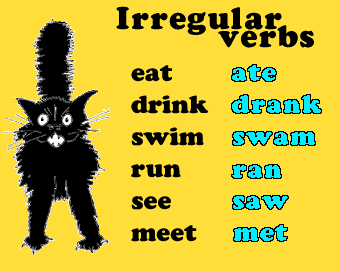 Irregular
verbs
eat ate
drink drank
swim swam
run ran
see saw
meet met